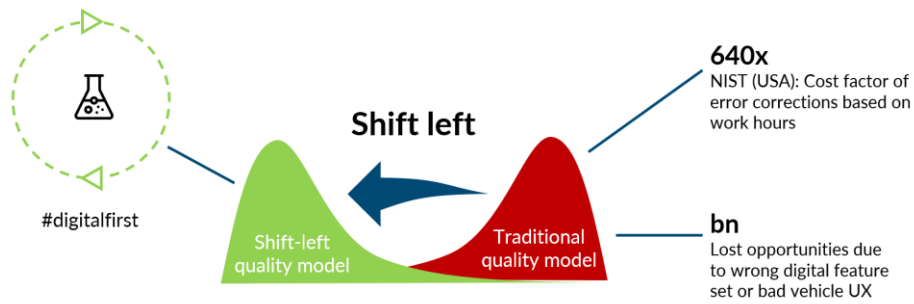 640x
NIST (USA): Cost factor of
error corrections based on
work hours
Shift left
#digitalfirst
Shift-left
quality model
Traditional
quality model
bn
Lost opportunities due
to wrong digital feature
set or bad vehicle UX